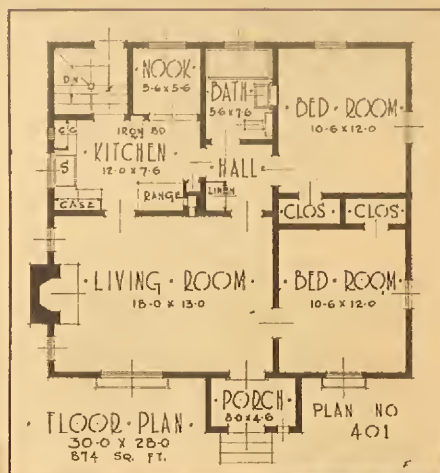 DN
NOOK
5-6 x 5-6
BATH
5-6 x 7-6
BED · ROOM
10-6 x 12-0
C.C.
IRON BD
KITCHEN
12-0 x 7-6
S
HALL
CASE
RANGE
LINEN
CLOS
CLOS
LIVING · ROOM
18-0 x 13-0
BED · ROOM
10-6 x 12-0
PORCH
8-0 x 4-6
· FLOOR · PLAN ·
30-0 x 28-0
874 SQ. FT.
PLAN NO
401
F